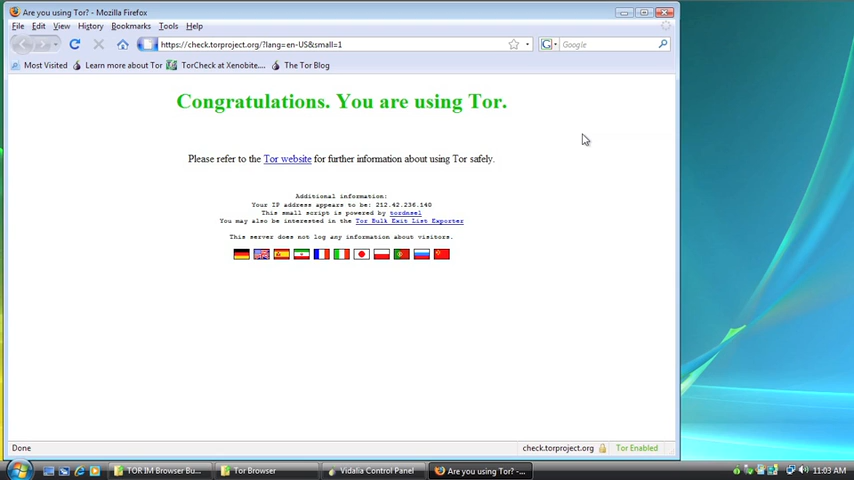 Are you using Tor? - Mozilla Firefox
File Edit View History Bookmarks Tools Help
https://check.torproject.org/?lang=en-US&small=1
Google
Most Visited Learn more about Tor TorCheck at Xenobite.... The Tor Blog
Congratulations. You are using Tor.
Please refer to the Tor website for further information about using Tor safely.
Additional information:
Your IP address appears to be: 212.42.236.140
This small script is powered by tordnsel
You may also be interested in the Tor Bulk Exit List Exporter
This server does not log any information about visitors.
Done check.torproject.org Tor Enabled
TOR IM Browser Bu... Tor Browser Vidalia Control Panel Are you using Tor? -... 11:03 AM